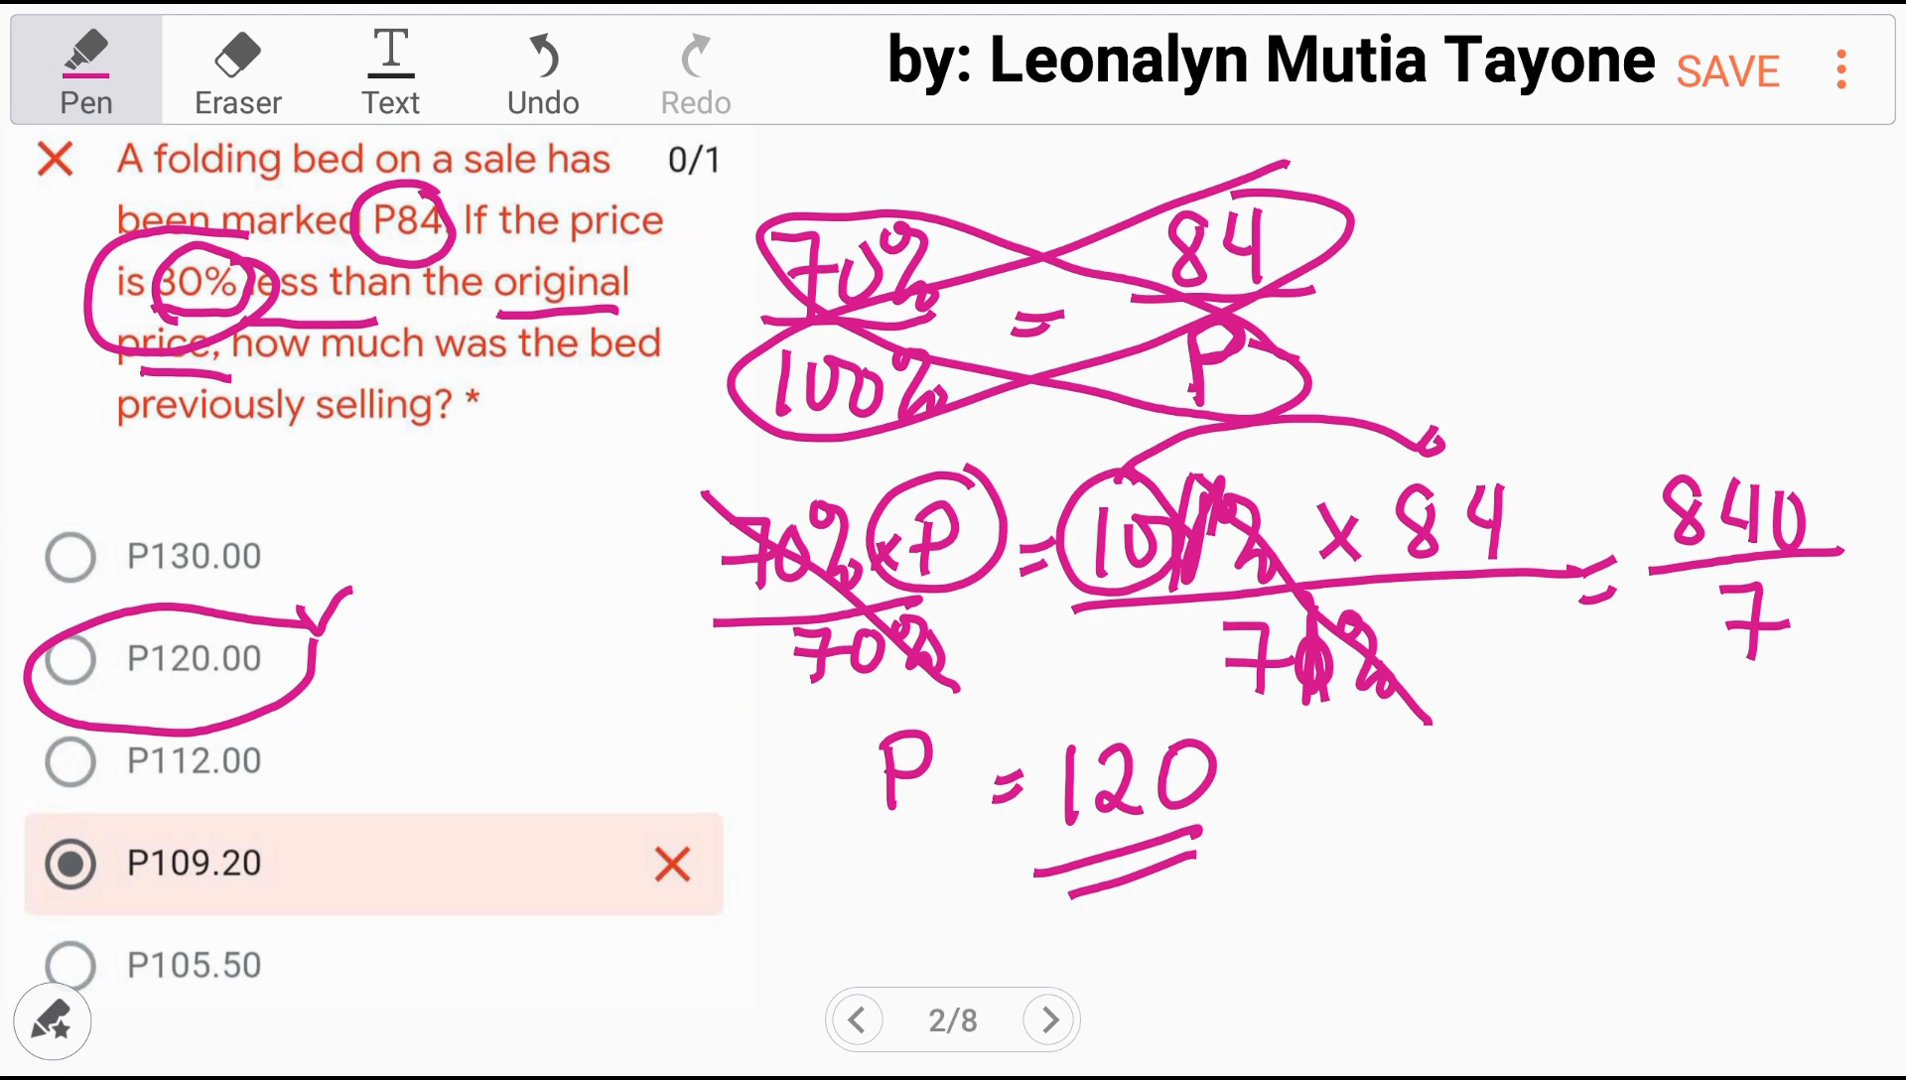 by: Leonalyn Mutia Tayone
SAVE
Pen
Eraser
T
Text
Undo
Redo
A folding bed on a sale has
0/1
been marked P84. If the price
is 30% less than the original
price, how much was the bed
previously selling? *
P130.00
P120.00
P112.00
P109.20
P105.50
70% = 84
100% P
70% x P = 100% x 84 = 840
70% 70% 7
P = 120
2/8